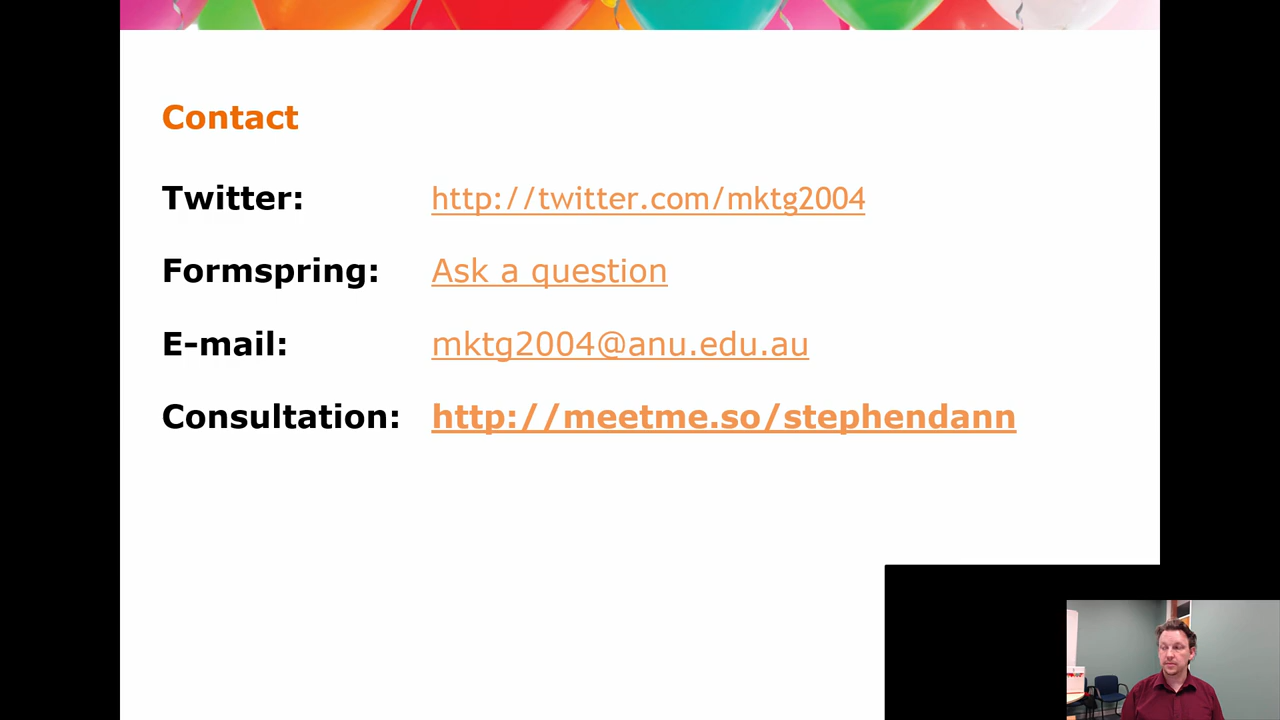 Contact
Twitter: http://twitter.com/mktg2004
Formspring: Ask a question
E-mail: mktg2004@anu.edu.au
Consultation: http://meetme.so/stephendann